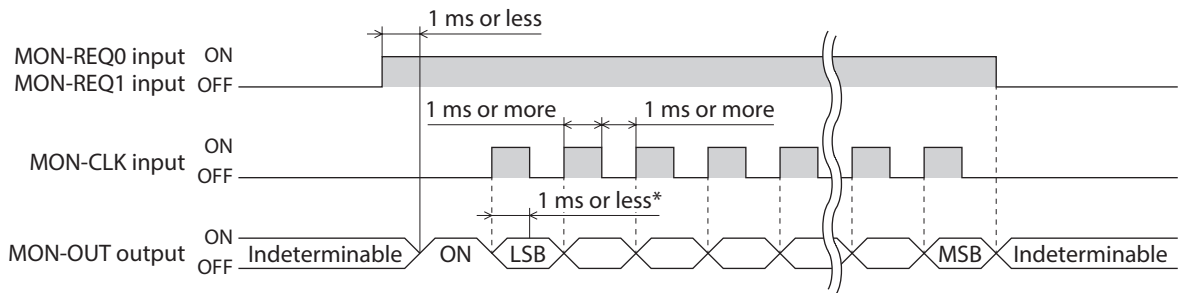 1 ms or less
MON-REQ0 input ON
MON-REQ1 input OFF
1 ms or more 1 ms or more
MON-CLK input ON
OFF
1 ms or less*
MON-OUT output ON
OFF
Indeterminable ON LSB MSB Indeterminable